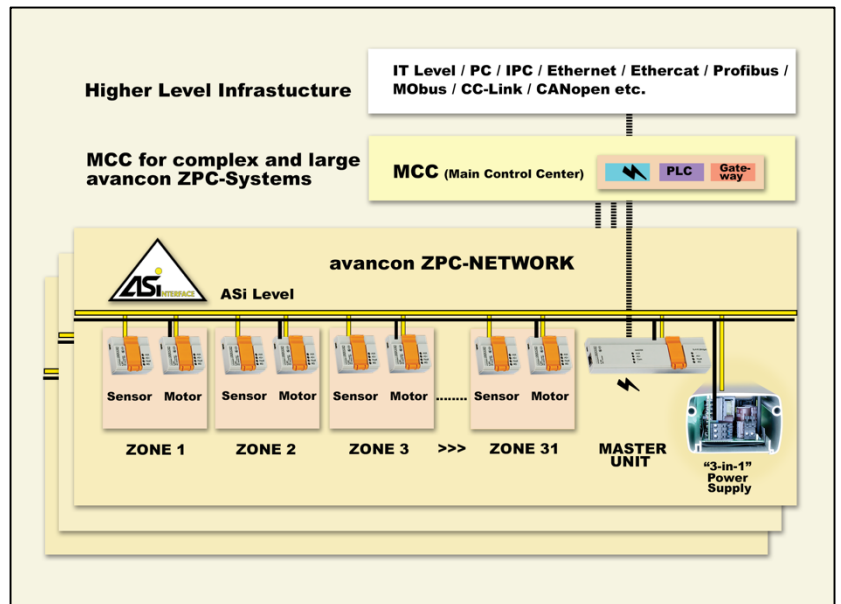 Higher Level Infrastucture
IT Level / PC / IPC / Ethernet / Ethercat / Profibus /
MObus / CC-Link / CANopen etc.
MCC for complex and large
avancon ZPC-Systems
MCC (Main Control Center)
PLC
Gate-
way
avancon ZPC-NETWORK
ASi INTERFACE
ASi Level
Sensor Motor
Sensor Motor
Sensor Motor
.........
Sensor Motor
ZONE 1
ZONE 2
ZONE 3
>>>
ZONE 31
MASTER
UNIT
“3-in-1”
Power
Supply